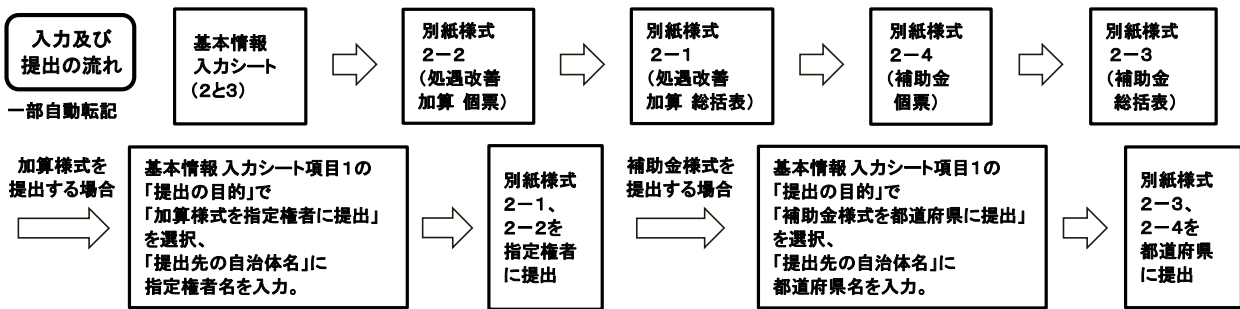 入力及び
提出の流れ
一部自動転記
基本情報
入力シート
(2と3)
別紙様式
2-2
(処遇改善
加算 個票)
別紙様式
2-1
(処遇改善
加算 総括表)
別紙様式
2-4
(補助金
個票)
別紙様式
2-3
(補助金
総括表)
加算様式を
提出する場合
基本情報 入力シート項目1の
「提出の目的」で
「加算様式を指定権者に提出」
を選択、
「提出先の自治体名」に
指定権者名を入力。
別紙様式
2-1、
2-2を
指定権者
に提出
補助金様式を
提出する場合
基本情報 入力シート項目1の
「提出の目的」で
「補助金様式を都道府県に提出」
を選択、
「提出先の自治体名」に
都道府県名を入力。
別紙様式
2-3、
2-4を
都道府県
に提出